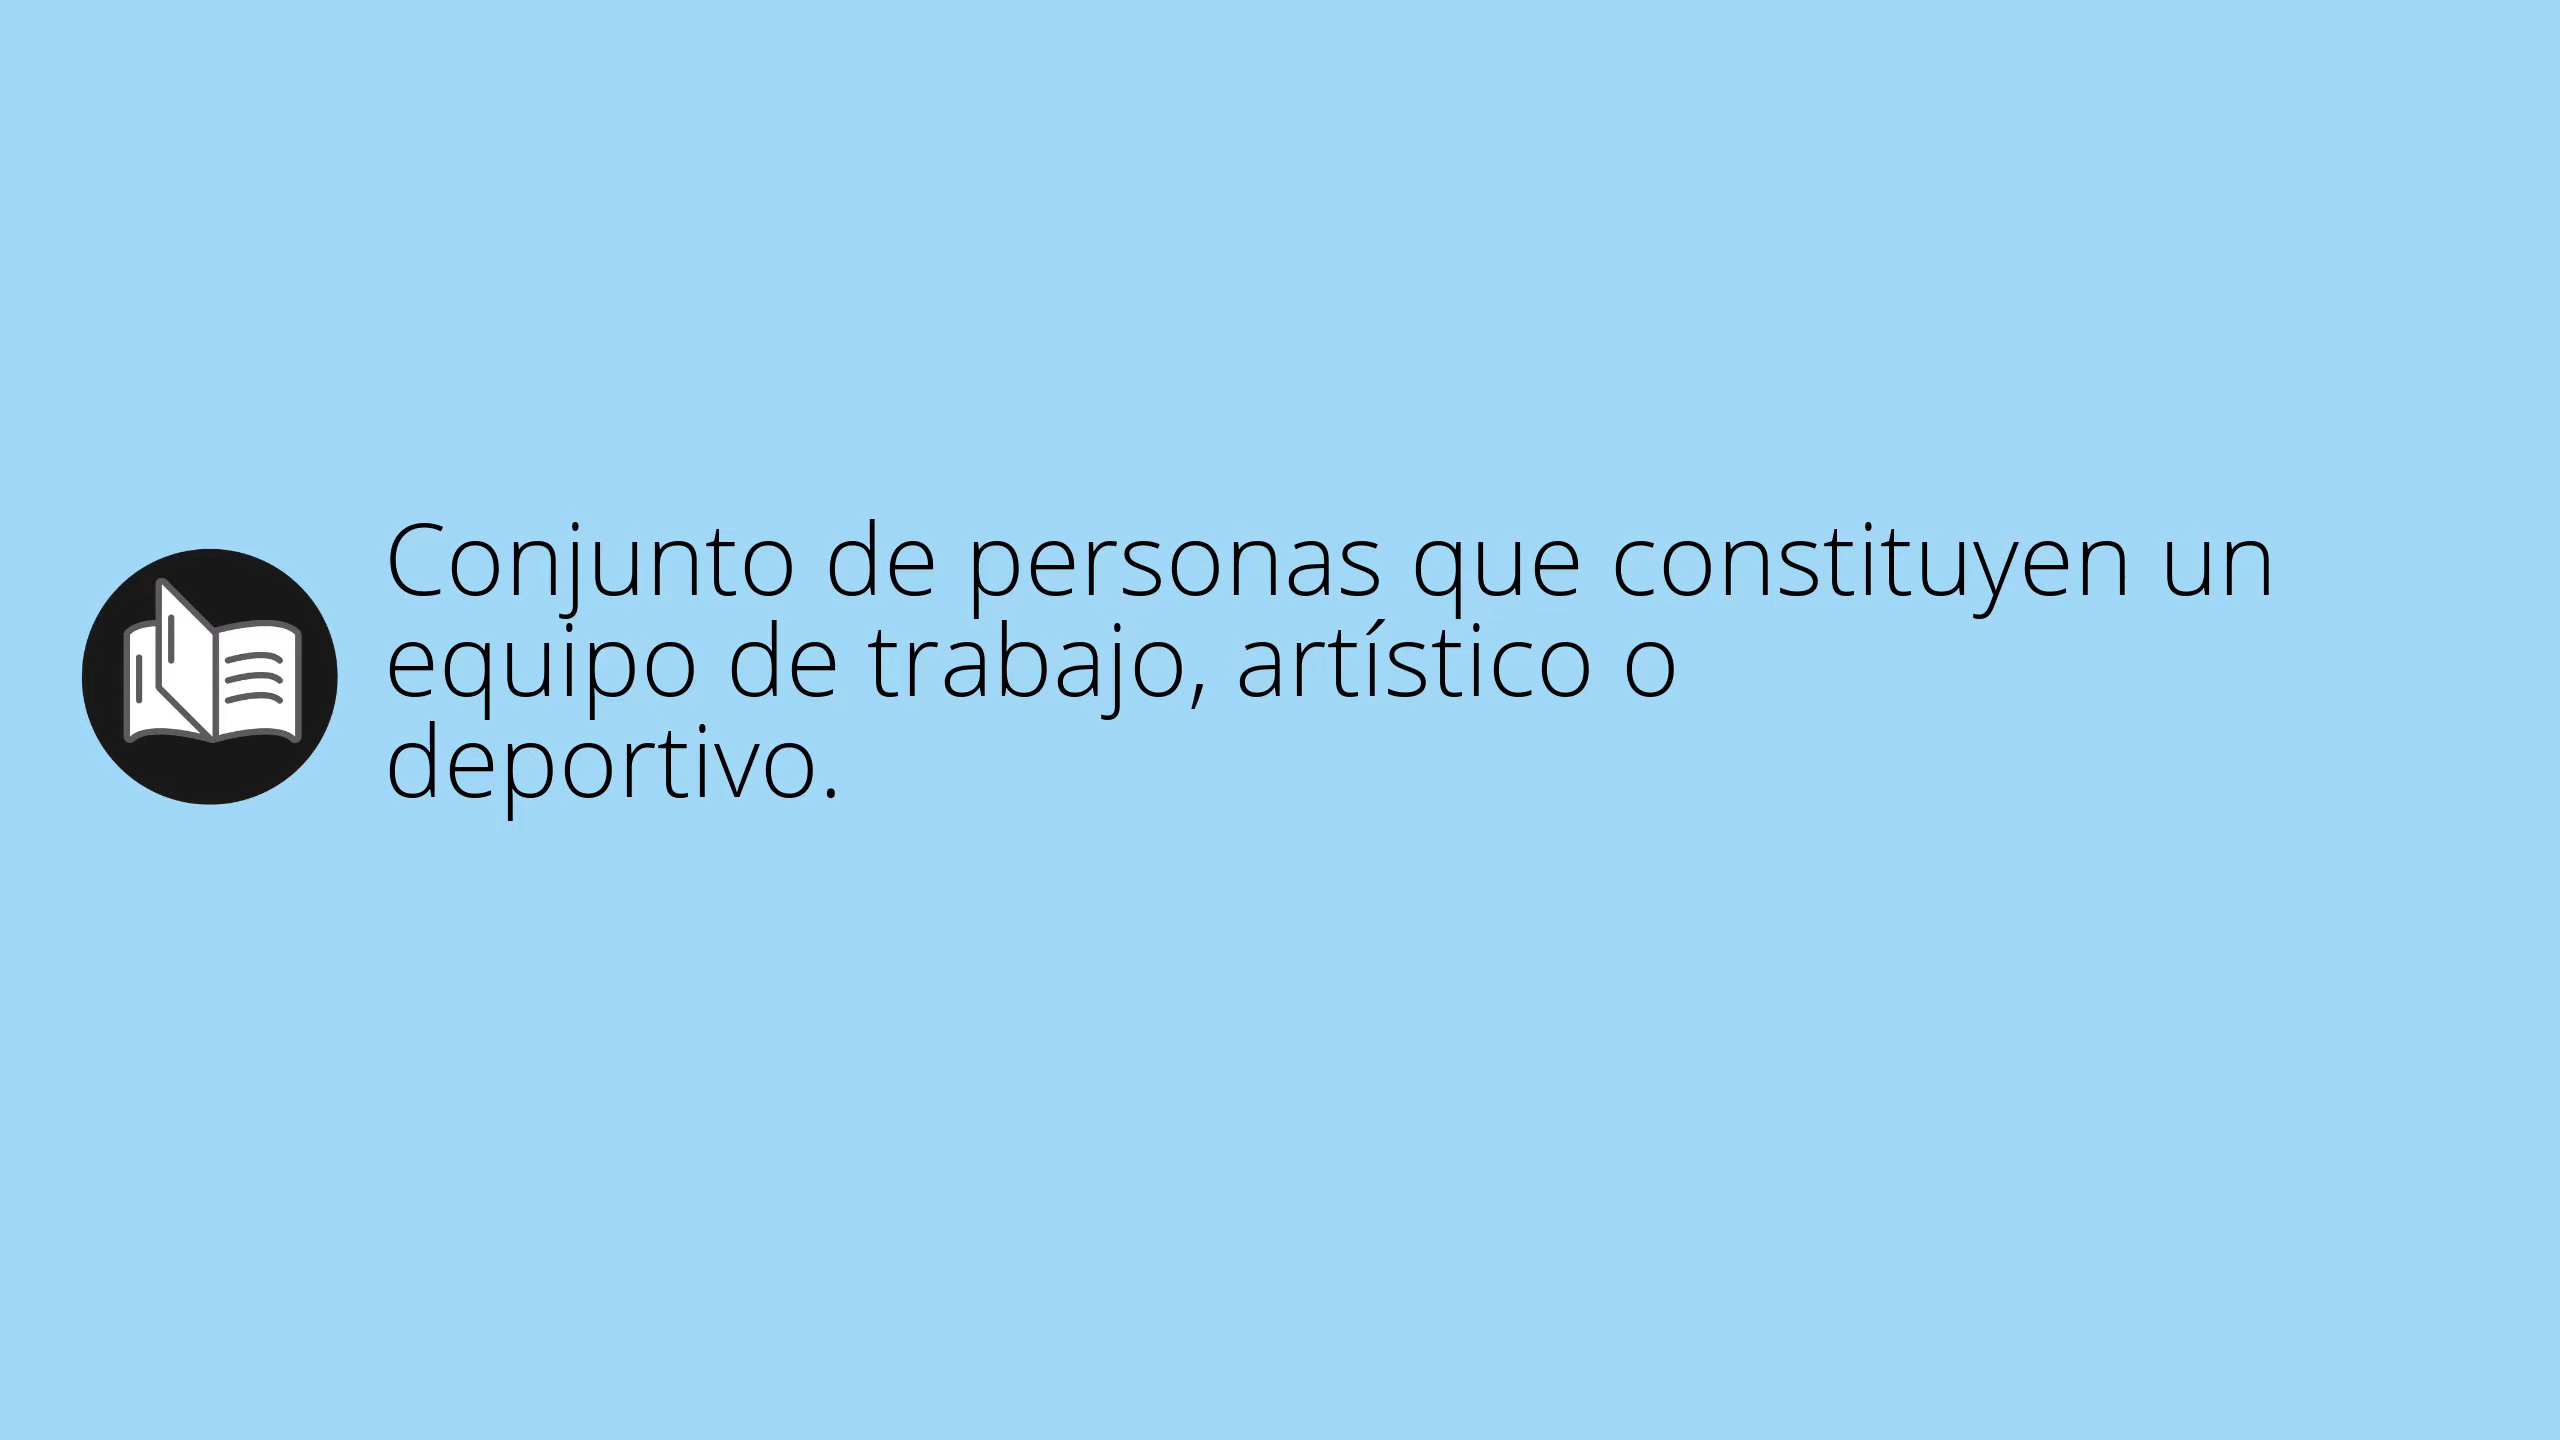 Conjunto de personas que constituyen un
equipo de trabajo, artístico o
deportivo.